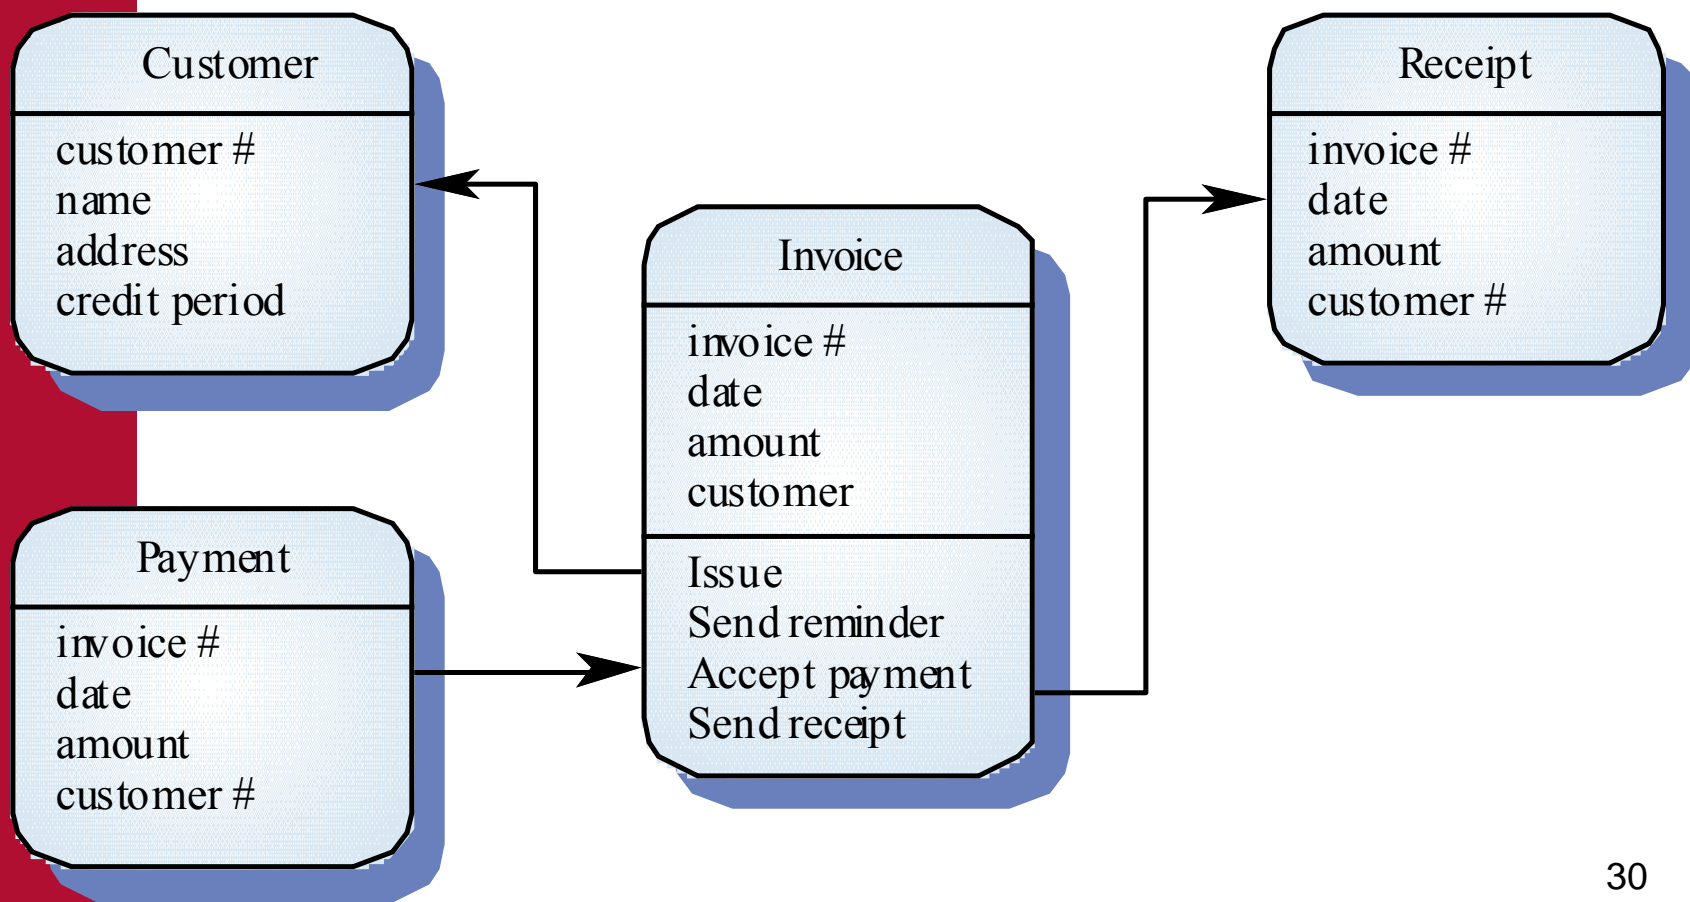 Customer
customer #
name
address
credit period
Payment
invoice #
date
amount
customer #
Invoice
invoice #
date
amount
customer
Issue
Send reminder
Accept payment
Send receipt
Receipt
invoice #
date
amount
customer #
30